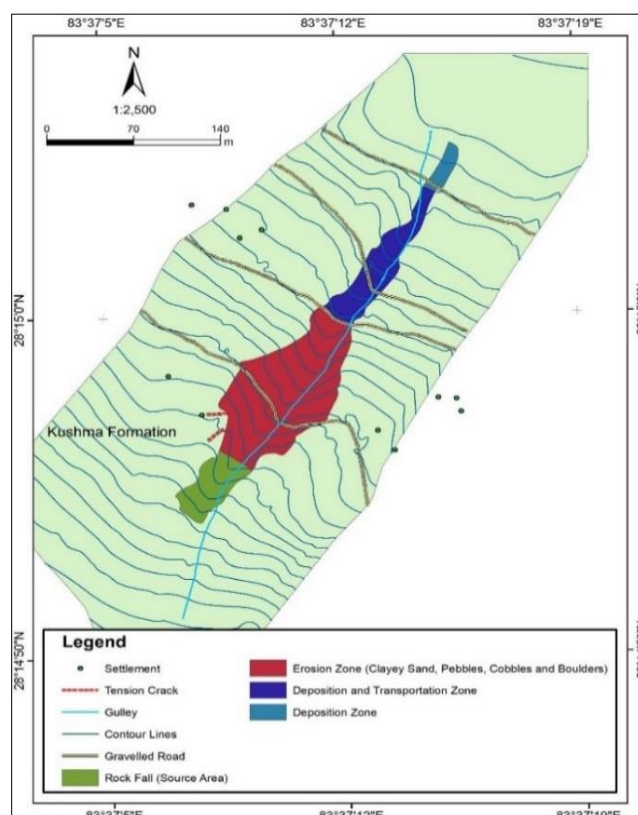 83°37'5"E 83°37'12"E 83°37'19"E
N
1:2,500
0 70 140
m
28°15'0"N
Kushma Formation
28°14'50"N
Legend
Settlement
Tension Crack
Gulley
Contour Lines
Gravelled Road
Rock Fall (Source Area)
Erosion Zone (Clayey Sand, Pebbles, Cobbles and Boulders)
Deposition and Transportation Zone
Deposition Zone